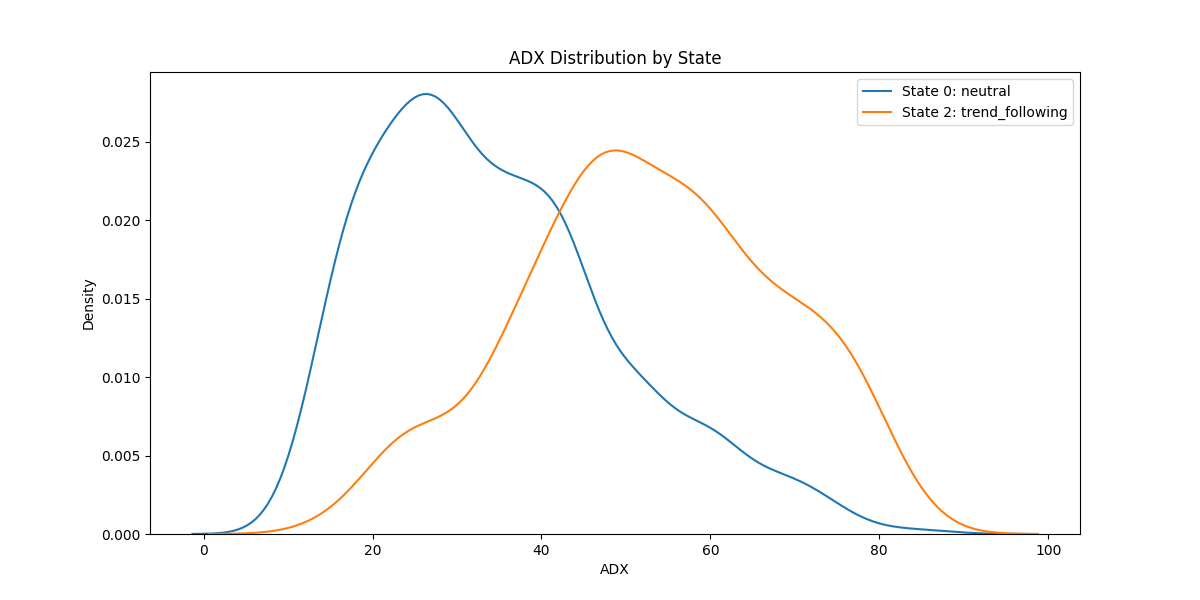 ADX Distribution by State
State 0: neutral
State 2: trend_following
Density
0.025
0.020
0.015
0.010
0.005
0.000
0
20
40
60
80
100
ADX